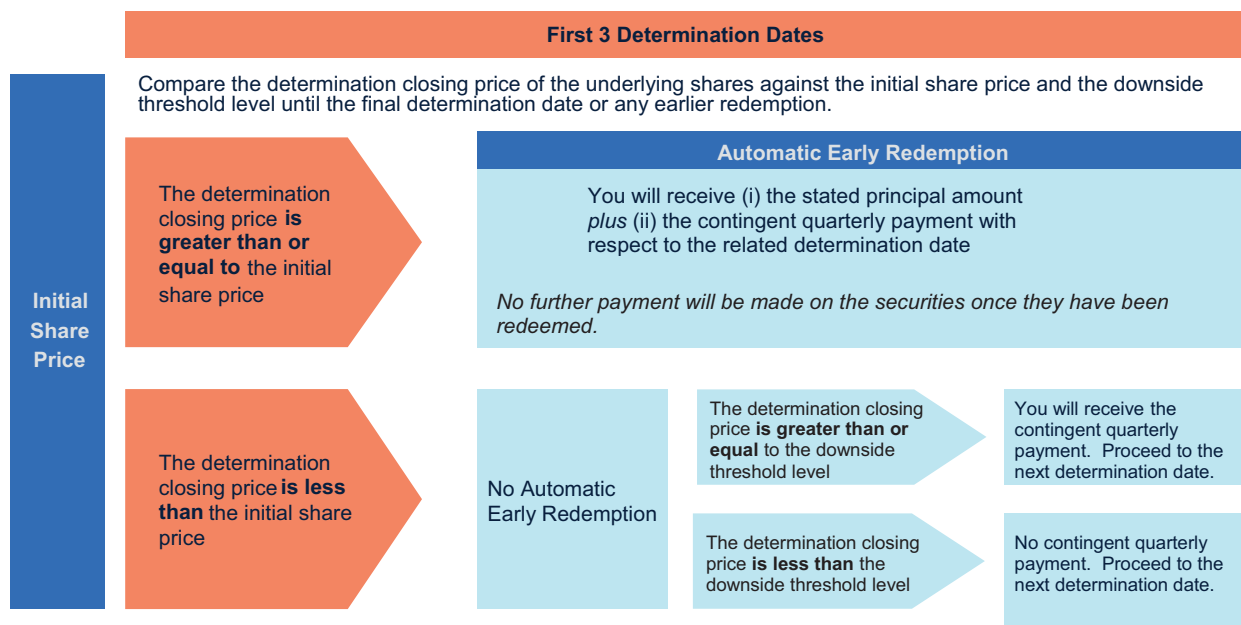 First 3 Determination Dates
Compare the determination closing price of the underlying shares against the initial share price and the downside
threshold level until the final determination date or any earlier redemption.
Initial
Share
Price
The determination
closing price is
greater than or
equal to the initial
share price
Automatic Early Redemption
You will receive (i) the stated principal amount
plus (ii) the contingent quarterly payment with
respect to the related determination date
No further payment will be made on the securities once they have been
redeemed.
The determination
closing price is less
than the initial share
price
No Automatic
Early Redemption
The determination closing
price is greater than or
equal to the downside
threshold level
You will receive the
contingent quarterly
payment.  Proceed to the
next determination date.
The determination closing
price is less than the
downside threshold level
No contingent quarterly
payment.  Proceed to the
next determination date.